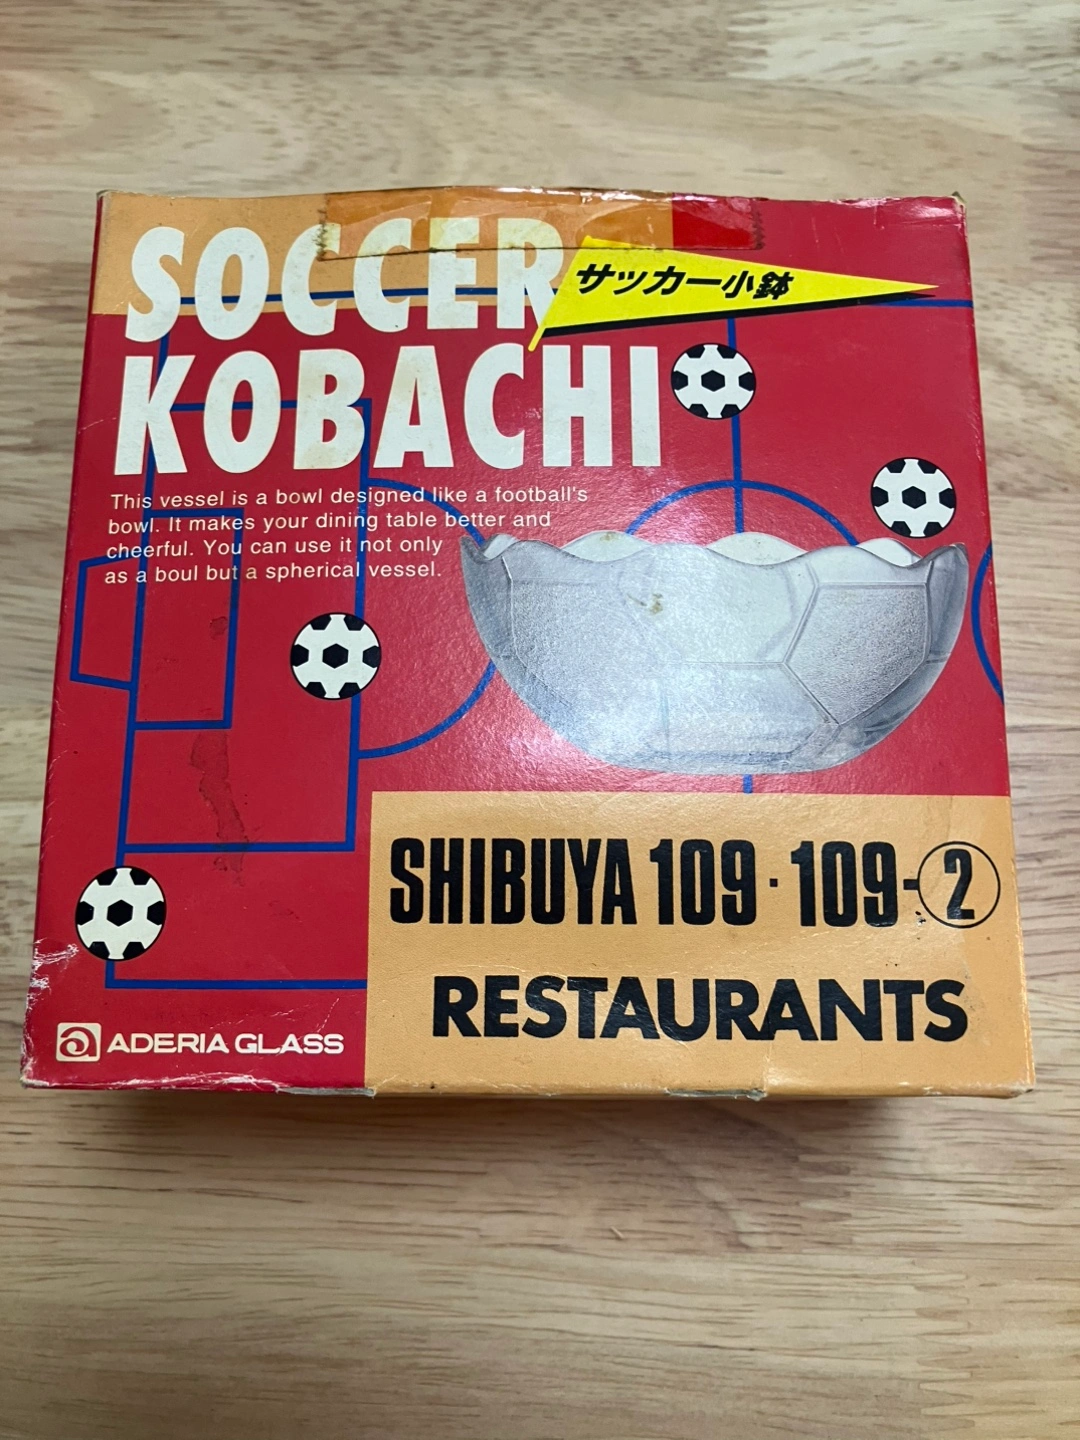 SOCCER
サッカー小鉢
KOBACHI
This vessel is a bowl designed like a football's
bowl. It makes your dining table better and
cheerful. You can use it not only
as a boul but a spherical vessel.
SHIBUYA 109・109-②
RESTAURANTS
ADERIA GLASS